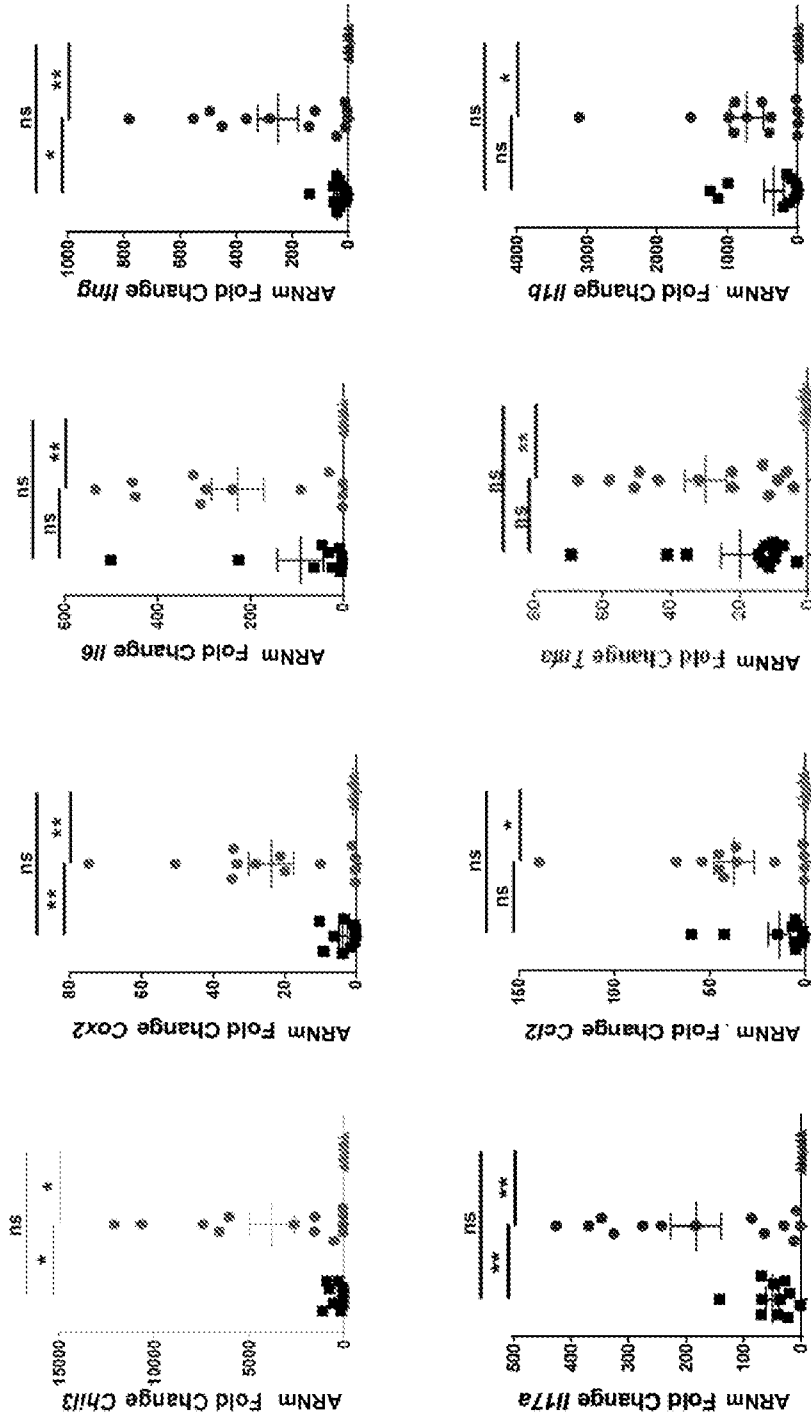 ARNm Fold Change Chil3
ns
*
*
15000
10000
5000
0
ARNm Fold Change Cox2
ns
**
**
80
60
40
20
0
ARNm Fold Change Il6
ns
ns
**
600
400
200
0
ARNm Fold Change Ifng
ns
*
**
1000
800
600
400
200
0
ARNm Fold Change Il17a
ns
**
**
500
400
300
200
100
0
ARNm . Fold Change Ccl2
ns
ns
*
150
100
50
0
ARNm Fold Change Tnfa
ns
ns
**
80
60
40
20
0
ARNm . Fold Change Il1b
ns
ns
*
4000
3000
2000
1000
0